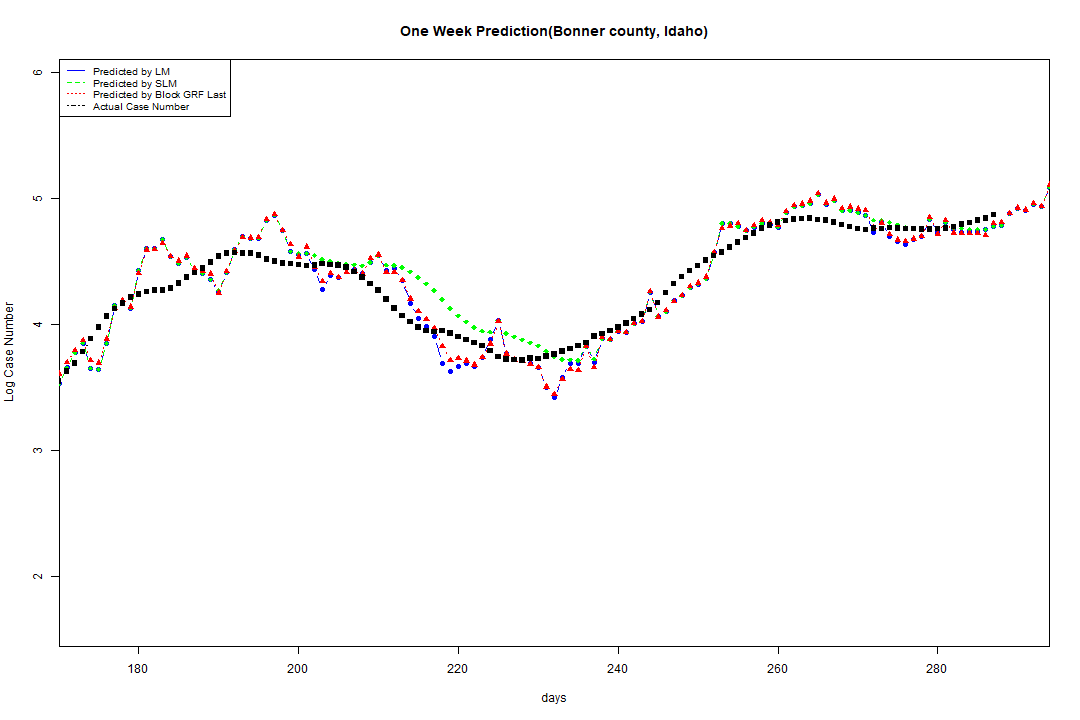 One Week Prediction(Bonner county, Idaho)
Predicted by LM
Predicted by SLM
Predicted by Block GRF Last
Actual Case Number
6
5
4
3
2
Log Case Number
180 200 220 240 260 280
days